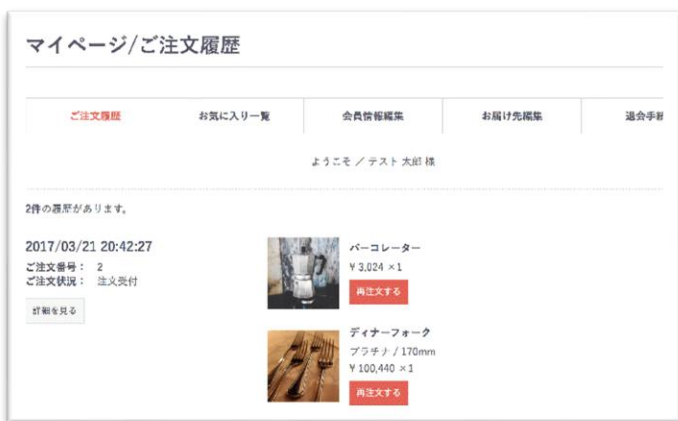 マイページ/ご注文履歴
ご注文履歴
お気に入り一覧
会員情報編集
お届け先編集
退会手続
ようこそ ／ テスト 太郎 様
2件の履歴があります。
2017/03/21 20:42:27
ご注文番号： 2
ご注文状況： 注文受付
詳細を見る
パーコレーター
¥ 3,024 ×1
再注文する
ディナーフォーク
プラチナ / 170mm
¥ 100,440 ×1
再注文する